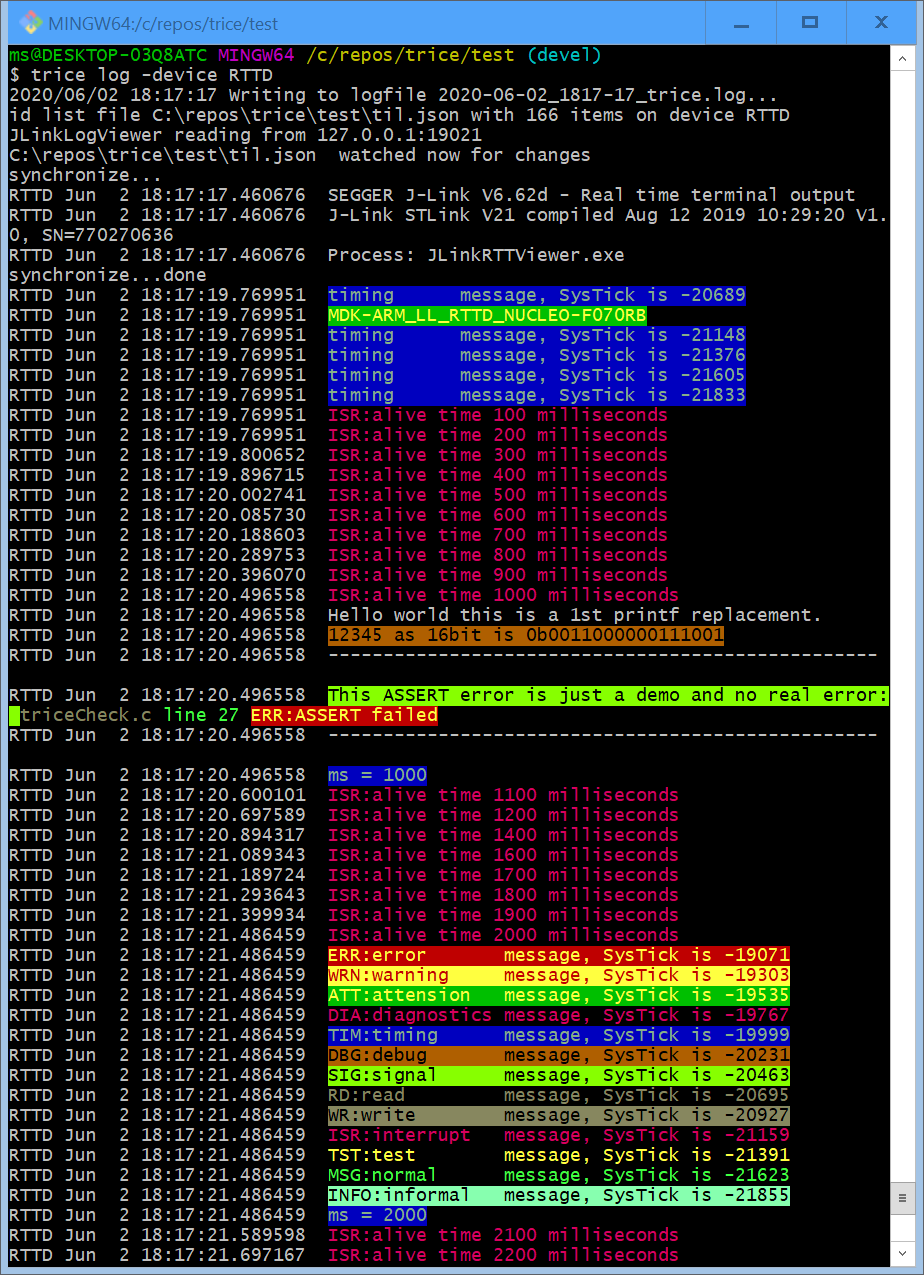 MINGW64:/c/repos/trice/test
ms@DESKTOP-03Q8ATC MINGW64 /c/repos/trice/test (devel)
$ trice log -device RTTD
2020/06/02 18:17:17 Writing to logfile 2020-06-02_1817-17_trice.log...
id list file C:\repos\trice\test\til.json with 166 items on device RTTD
JLinkLogViewer reading from 127.0.0.1:19021
C:\repos\trice\test\til.json  watched now for changes
synchronize...
RTTD Jun  2 18:17:17.460676  SEGGER J-Link V6.62d - Real time terminal output
RTTD Jun  2 18:17:17.460676  J-Link STLink V21 compiled Aug 12 2019 10:29:20 V1.
0, SN=770270636
RTTD Jun  2 18:17:17.460676  Process: JLinkRTTViewer.exe
synchronize...done
RTTD Jun  2 18:17:19.769951  timing      message, SysTick is -20689
RTTD Jun  2 18:17:19.769951  MDK-ARM_LL_RTTD_NUCLEO-F070RB
RTTD Jun  2 18:17:19.769951  timing      message, SysTick is -21148
RTTD Jun  2 18:17:19.769951  timing      message, SysTick is -21376
RTTD Jun  2 18:17:19.769951  timing      message, SysTick is -21605
RTTD Jun  2 18:17:19.769951  timing      message, SysTick is -21833
RTTD Jun  2 18:17:19.769951  ISR:alive time 100 milliseconds
RTTD Jun  2 18:17:19.769951  ISR:alive time 200 milliseconds
RTTD Jun  2 18:17:19.800652  ISR:alive time 300 milliseconds
RTTD Jun  2 18:17:19.896715  ISR:alive time 400 milliseconds
RTTD Jun  2 18:17:20.002741  ISR:alive time 500 milliseconds
RTTD Jun  2 18:17:20.085730  ISR:alive time 600 milliseconds
RTTD Jun  2 18:17:20.188603  ISR:alive time 700 milliseconds
RTTD Jun  2 18:17:20.289753  ISR:alive time 800 milliseconds
RTTD Jun  2 18:17:20.396070  ISR:alive time 900 milliseconds
RTTD Jun  2 18:17:20.496558  ISR:alive time 1000 milliseconds
RTTD Jun  2 18:17:20.496558  Hello world this is a 1st printf replacement.
RTTD Jun  2 18:17:20.496558  12345 as 16bit is 0b0011000000111001
RTTD Jun  2 18:17:20.496558  --------------------------------------------------
RTTD Jun  2 18:17:20.496558  This ASSERT error is just a demo and no real error:
triceCheck.c line 27 ERR:ASSERT failed
RTTD Jun  2 18:17:20.496558  --------------------------------------------------
RTTD Jun  2 18:17:20.496558  ms = 1000
RTTD Jun  2 18:17:20.600101  ISR:alive time 1100 milliseconds
RTTD Jun  2 18:17:20.697589  ISR:alive time 1200 milliseconds
RTTD Jun  2 18:17:20.894317  ISR:alive time 1400 milliseconds
RTTD Jun  2 18:17:21.089343  ISR:alive time 1600 milliseconds
RTTD Jun  2 18:17:21.189724  ISR:alive time 1700 milliseconds
RTTD Jun  2 18:17:21.293643  ISR:alive time 1800 milliseconds
RTTD Jun  2 18:17:21.399934  ISR:alive time 1900 milliseconds
RTTD Jun  2 18:17:21.486459  ISR:alive time 2000 milliseconds
RTTD Jun  2 18:17:21.486459  ERR:error       message, SysTick is -19071
RTTD Jun  2 18:17:21.486459  WRN:warning     message, SysTick is -19303
RTTD Jun  2 18:17:21.486459  ATT:attension   message, SysTick is -19535
RTTD Jun  2 18:17:21.486459  DIA:diagnostics message, SysTick is -19767
RTTD Jun  2 18:17:21.486459  TIM:timing      message, SysTick is -19999
RTTD Jun  2 18:17:21.486459  DBG:debug       message, SysTick is -20231
RTTD Jun  2 18:17:21.486459  SIG:signal      message, SysTick is -20463
RTTD Jun  2 18:17:21.486459  RD:read         message, SysTick is -20695
RTTD Jun  2 18:17:21.486459  WR:write        message, SysTick is -20927
RTTD Jun  2 18:17:21.486459  ISR:interrupt   message, SysTick is -21159
RTTD Jun  2 18:17:21.486459  TST:test        message, SysTick is -21391
RTTD Jun  2 18:17:21.486459  MSG:normal      message, SysTick is -21623
RTTD Jun  2 18:17:21.486459  INFO:informal   message, SysTick is -21855
RTTD Jun  2 18:17:21.486459  ms = 2000
RTTD Jun  2 18:17:21.589598  ISR:alive time 2100 milliseconds
RTTD Jun  2 18:17:21.697167  ISR:alive time 2200 milliseconds